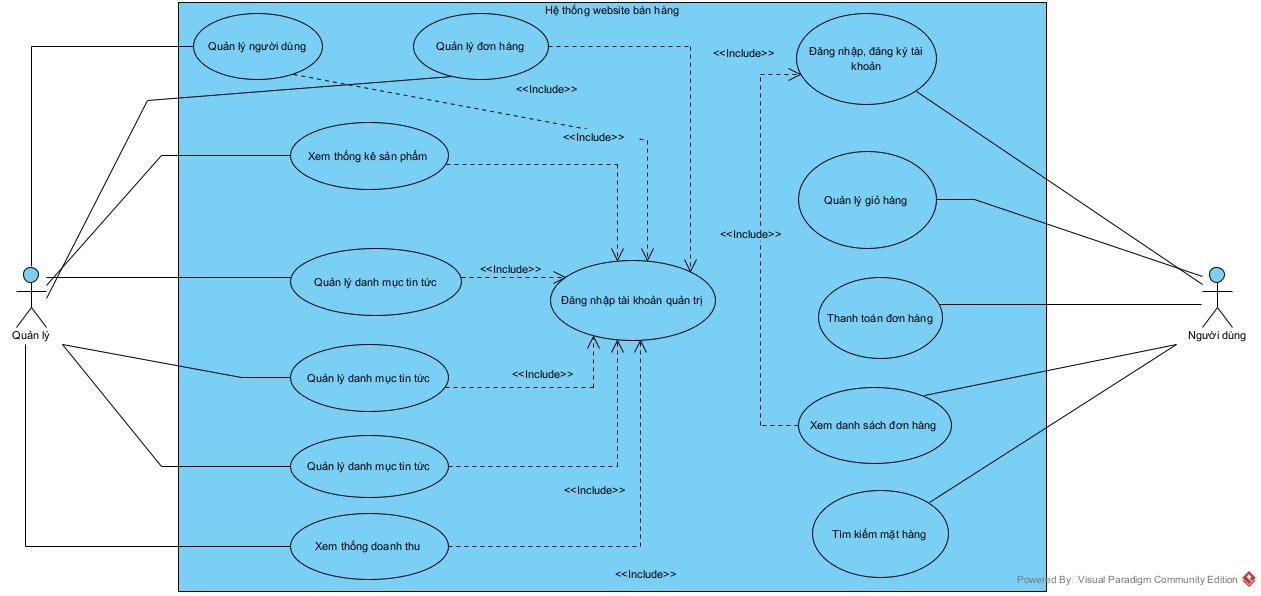 Hệ thống website bán hàng
Quản lý người dùng
Quản lý đơn hàng
<<Include>>
Đăng nhập, đăng ký tài
khoản
<<Include>>
<<Include>>
Xem thống kê sản phẩm
Quản lý giỏ hàng
<<Include>>
<<Include>>
Quản lý danh mục tin tức
Đăng nhập tài khoản quản trị
Thanh toán đơn hàng
Quản lý
Người dùng
<<Include>>
Quản lý danh mục tin tức
Xem danh sách đơn hàng
Quản lý danh mục tin tức
<<Include>>
Tìm kiếm mặt hàng
Xem thống doanh thu
<<Include>>
Powered By Visual Paradigm Community Edition